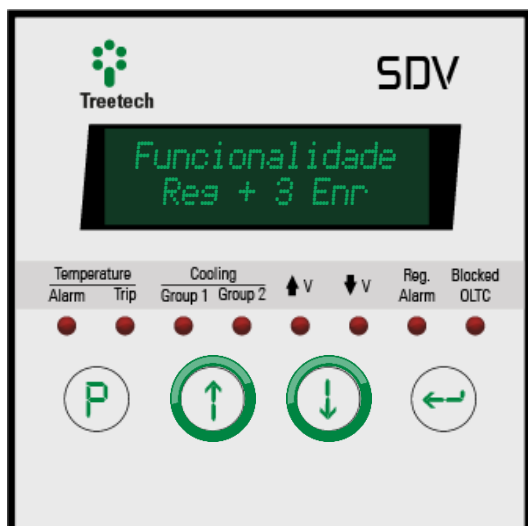 Treetech
SDV
Funcionalidade
Reg + 3 Enr
Temperature
Alarm Trip
Cooling
Group 1 Group 2
V
V
Reg.
Alarm
Blocked
OLTC
P